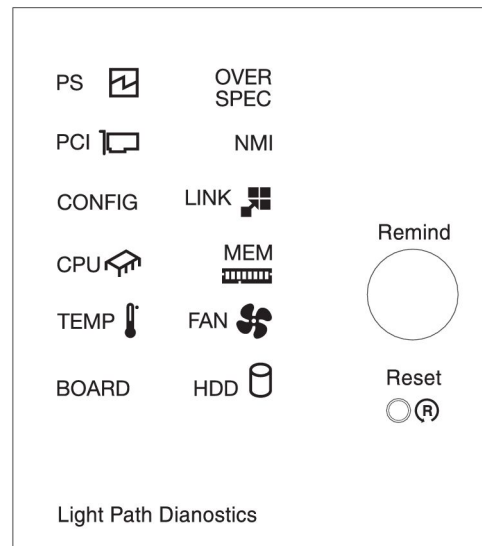 PS OVER
SPEC
PCI NMI
CONFIG LINK
Remind
CPU MEM
TEMP FAN
Reset
BOARD HDD
R
Light Path Dianostics